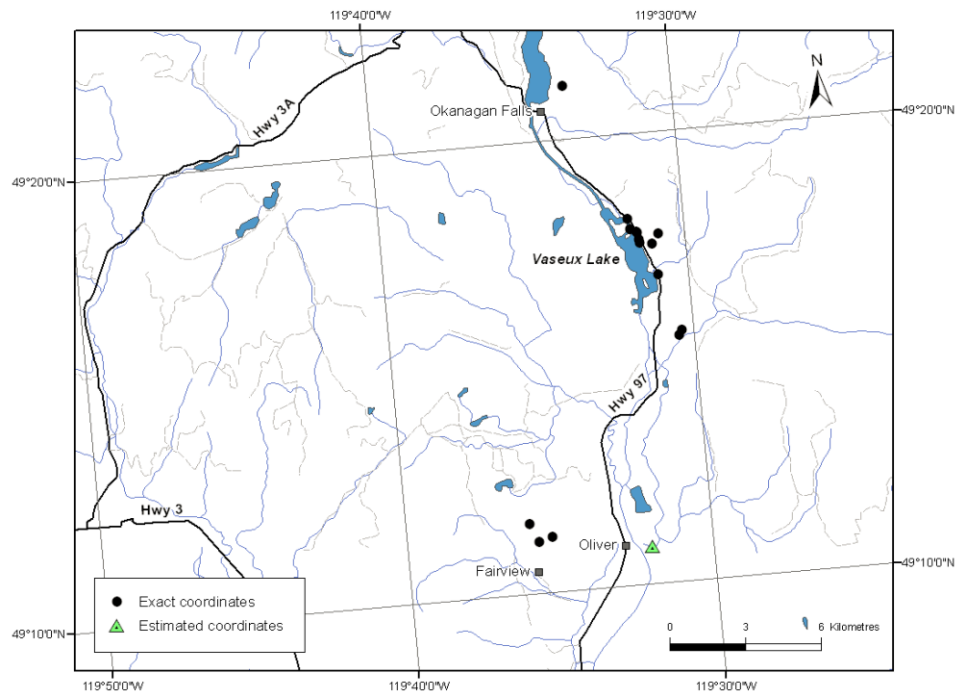 119°40'0"W
119°30'0"W
N
Okanagan Falls
49°20'0"N
Hwy 3A
49°20'0"N
Vaseux Lake
Hwy 97
Hwy 3
Oliver
Fairview
49°10'0"N
Exact coordinates
Estimated coordinates
Kilometres
0 3 6
49°10'0"N
119°50'0"W
119°40'0"W
119°30'0"W